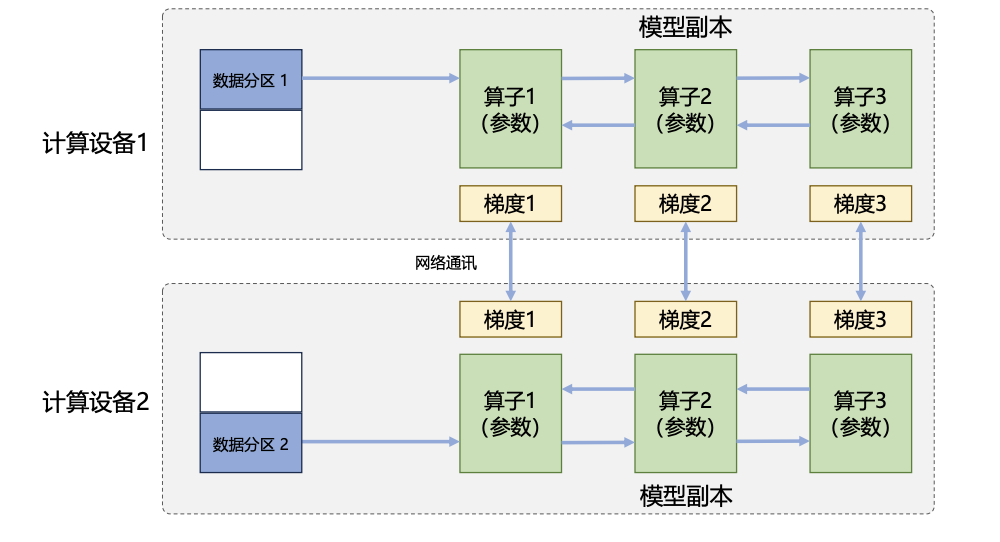 模型副本
数据分区 1
算子1
（参数）
算子2
（参数）
算子3
（参数）
计算设备1
梯度1
梯度2
梯度3
网络通讯
梯度1
梯度2
梯度3
计算设备2
算子1
（参数）
算子2
（参数）
算子3
（参数）
数据分区 2
模型副本